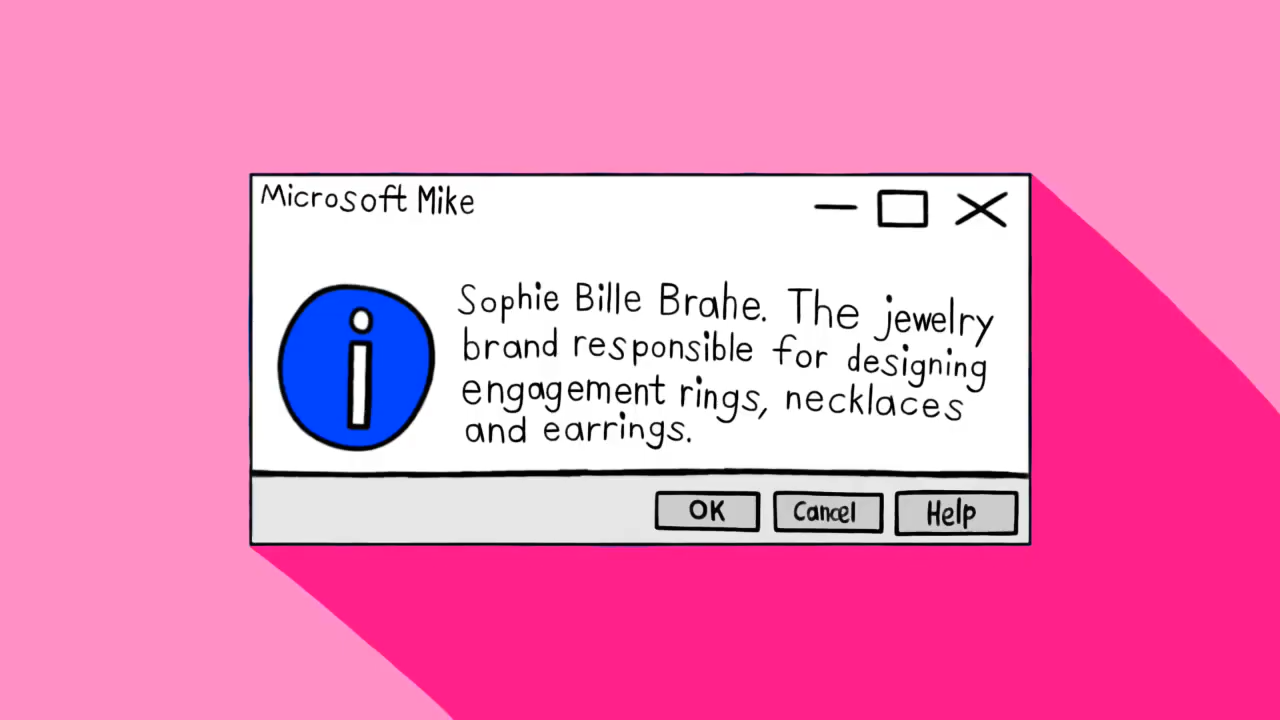 Microsoft Mike
Sophie Bille Brahe. The jewelry
brand responsible for designing
engagement rings, necklaces
and earrings.
OK Cancel Help